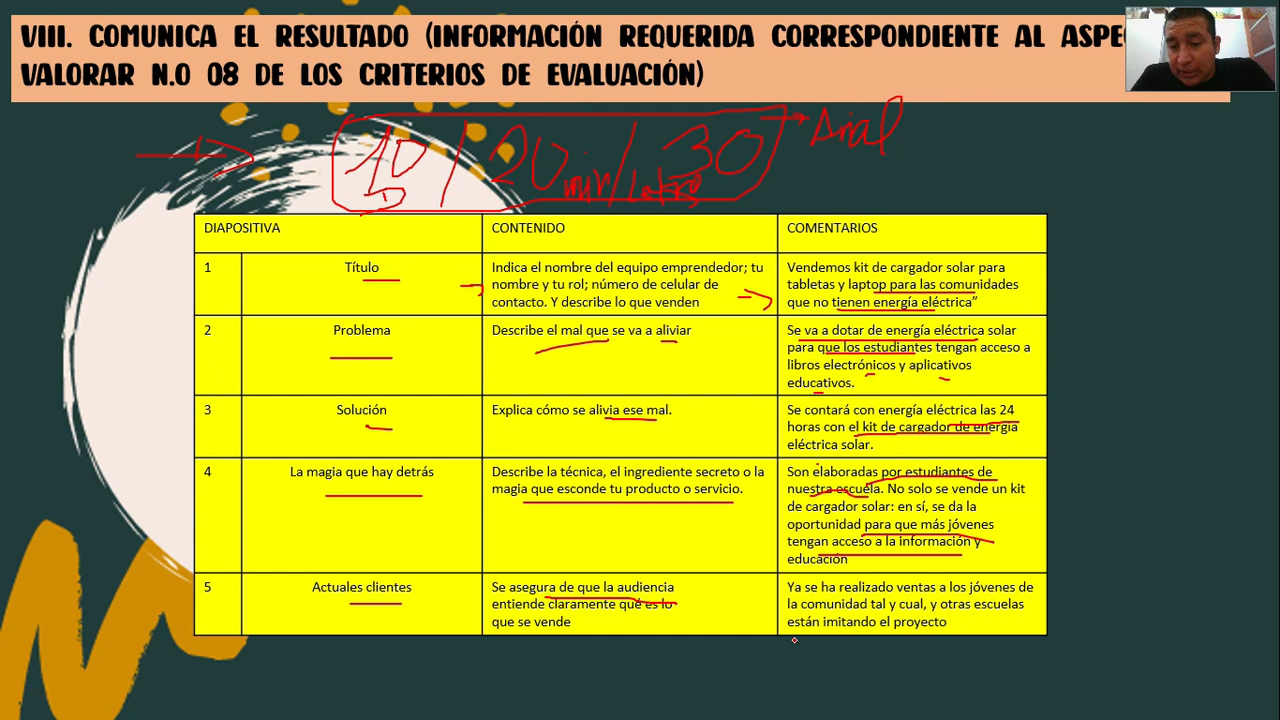 VIII. COMUNICA EL RESULTADO (INFORMACIÓN REQUERIDA CORRESPONDIENTE AL
VALORAR N.O 08 DE LOS CRITERIOS DE EVALUACIÓN)
10 / 20 min / 30 → Arial
DIAPOSITIVA
CONTENIDO
COMENTARIOS
1
Título
Indica el nombre del equipo emprendedor; tu
nombre y tu rol; número de celular de
contacto. Y describe lo que venden
Vendemos kit de cargador solar para
tabletas y laptop para las comunidades
que no tienen energía eléctrica”
2
Problema
Describe el mal que se va a aliviar
Se va a dotar de energía eléctrica solar
para que los estudiantes tengan acceso a
libros electrónicos y aplicativos
educativos.
3
Solución
Explica cómo se alivia ese mal.
Se contará con energía eléctrica las 24
horas con el kit de cargador de energía
eléctrica solar.
4
La magia que hay detrás
Describe la técnica, el ingrediente secreto o la
magia que esconde tu producto o servicio.
Son elaboradas por estudiantes de
nuestra escuela. No solo se vende un kit
de cargador solar: en sí, se da la
oportunidad para que más jóvenes
tengan acceso a la información y
educación
5
Actuales clientes
Se asegura de que la audiencia
entiende claramente qué es lo
que se vende
Ya se ha realizado ventas a los jóvenes de
la comunidad tal y cual, y otras escuelas
están imitando el proyecto